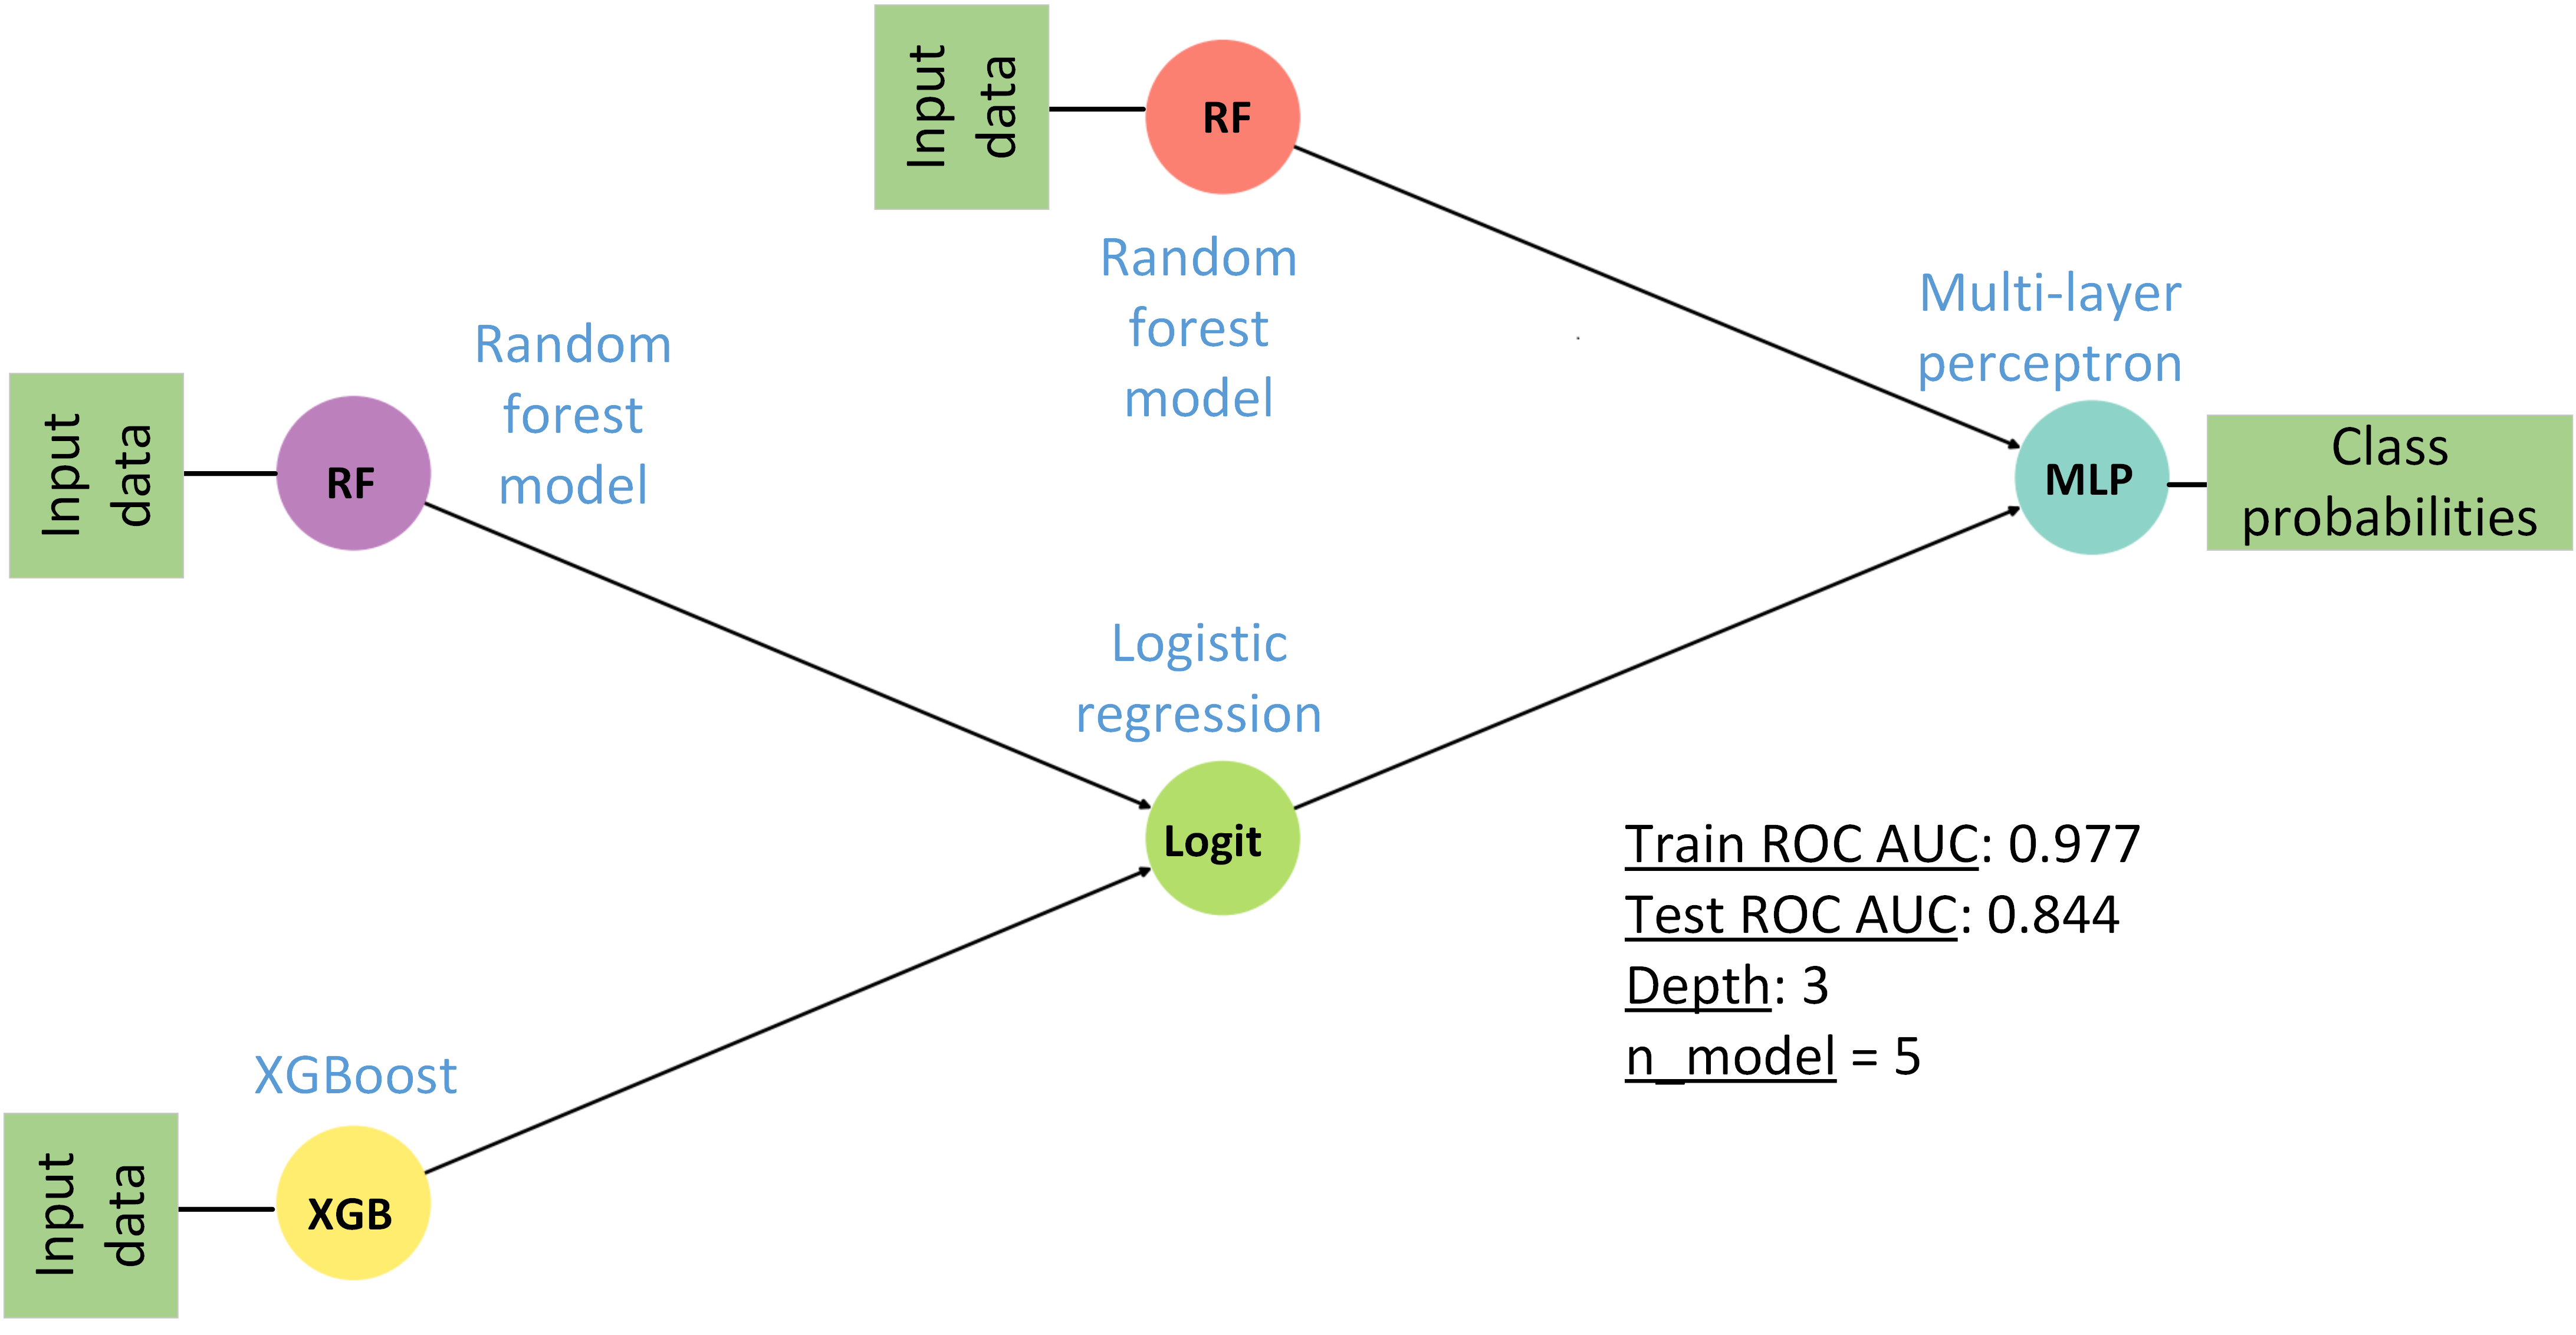 Input
data
RF
Random
forest
model
Input
data
RF
Random
forest
model
Multi-layer
perceptron
MLP
Class
probabilities
Logistic
regression
Logit
Input
data
XGBoost
XGB
Train ROC AUC: 0.977
Test ROC AUC: 0.844
Depth: 3
n_model = 5